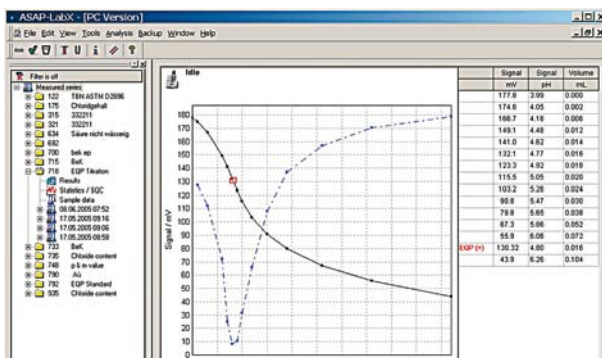 ASAP-LabX - [PC Version]
File Edit View Tools Analysis Backup Window Help
Filter is off
Measured series
122 TBN ASTM D2896
175 Chloridgehalt
315 332211
321 332211
634 Säure nicht wässerig
692
700 bek ep
715 BeK.
718 EQP Titration
Results
Statistics / SQC
Sample data
08.06.2005 07:52
17.05.2005 09:16
17.05.2005 09:06
17.05.2005 08:59
733 BeK.
735 Chloride content
748 p & m value
790 Aü
792 EQP Standard
935 Chloride content
Idle
Signal / mV
180
170
160
150
140
130
120
110
100
90
80
70
60
50
40
30
20
10
0
Signal Signal Volume
mV pH mL
177.8 3.99 0.000
174.6 4.05 0.002
166.7 4.18 0.006
149.1 4.48 0.012
141.0 4.62 0.014
132.1 4.77 0.016
123.3 4.92 0.018
115.5 5.05 0.020
103.2 5.26 0.024
90.8 5.47 0.030
79.8 5.65 0.038
67.3 5.86 0.052
55.9 6.06 0.072
EQP (+) 130.32 4.80 0.016
43.9 6.26 0.104